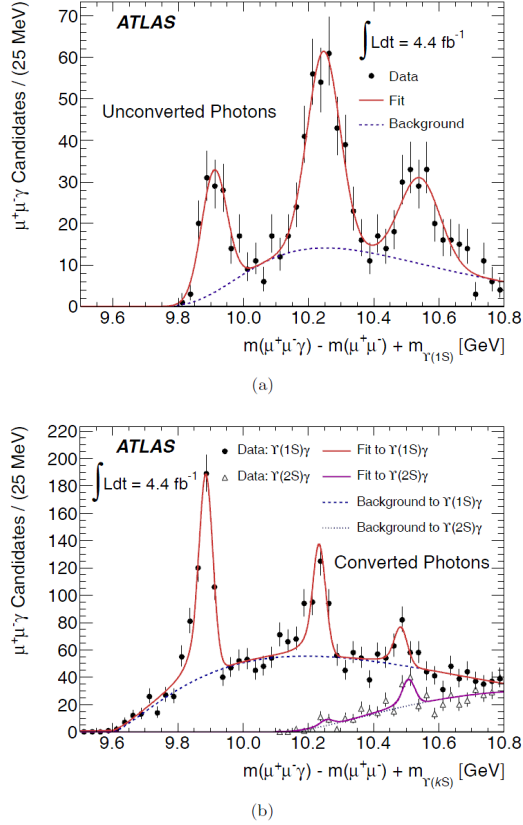 ATLAS
∫Ldt = 4.4 fb⁻¹
Data
Fit
Background
Unconverted Photons
μ⁺μ⁻γ Candidates / (25 MeV)
70
60
50
40
30
20
10
0
9.6 9.8 10.0 10.2 10.4 10.6 10.8
m(μ⁺μ⁻γ) - m(μ⁺μ⁻) + m_ϒ(1S) [GeV]
(a)
ATLAS
∫Ldt = 4.4 fb⁻¹
Data: ϒ(1S)γ
Data: ϒ(2S)γ
Fit to ϒ(1S)γ
Fit to ϒ(2S)γ
Background to ϒ(1S)γ
Background to ϒ(2S)γ
Converted Photons
μ⁺μ⁻γ Candidates / (25 MeV)
220
200
180
160
140
120
100
80
60
40
20
0
9.6 9.8 10.0 10.2 10.4 10.6 10.8
m(μ⁺μ⁻γ) - m(μ⁺μ⁻) + m_ϒ(kS) [GeV]
(b)